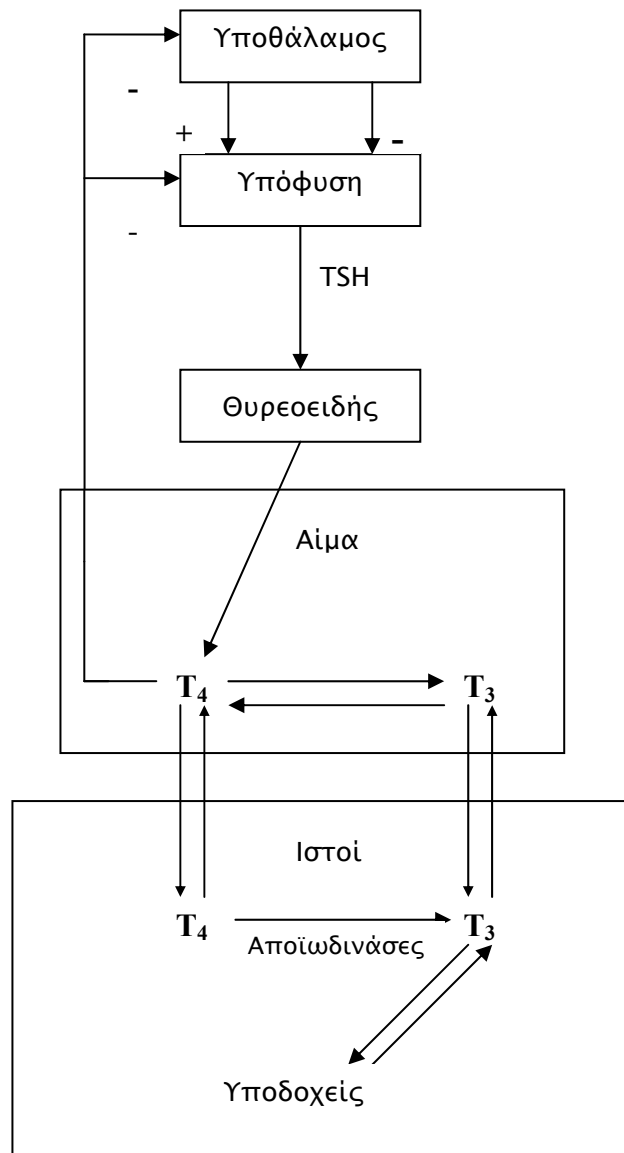 Υποθάλαμος
-
+
-
Υπόφυση
-
TSH
Θυρεοειδής
Αίμα
T4 T3
Ιστοί
T4 T3
Αποϊωδινάσες
Υποδοχείς